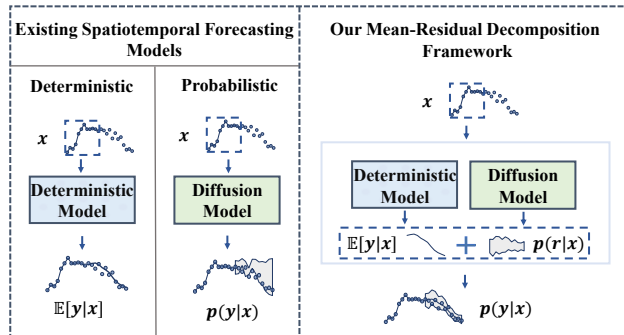 Existing Spatiotemporal Forecasting
Models
Deterministic
Probabilistic
x
x
Deterministic
Model
Diffusion
Model
𝔼[y|x]
p(y|x)
Our Mean-Residual Decomposition
Framework
x
Deterministic
Model
Diffusion
Model
𝔼[y|x] + p(r|x)
p(y|x)